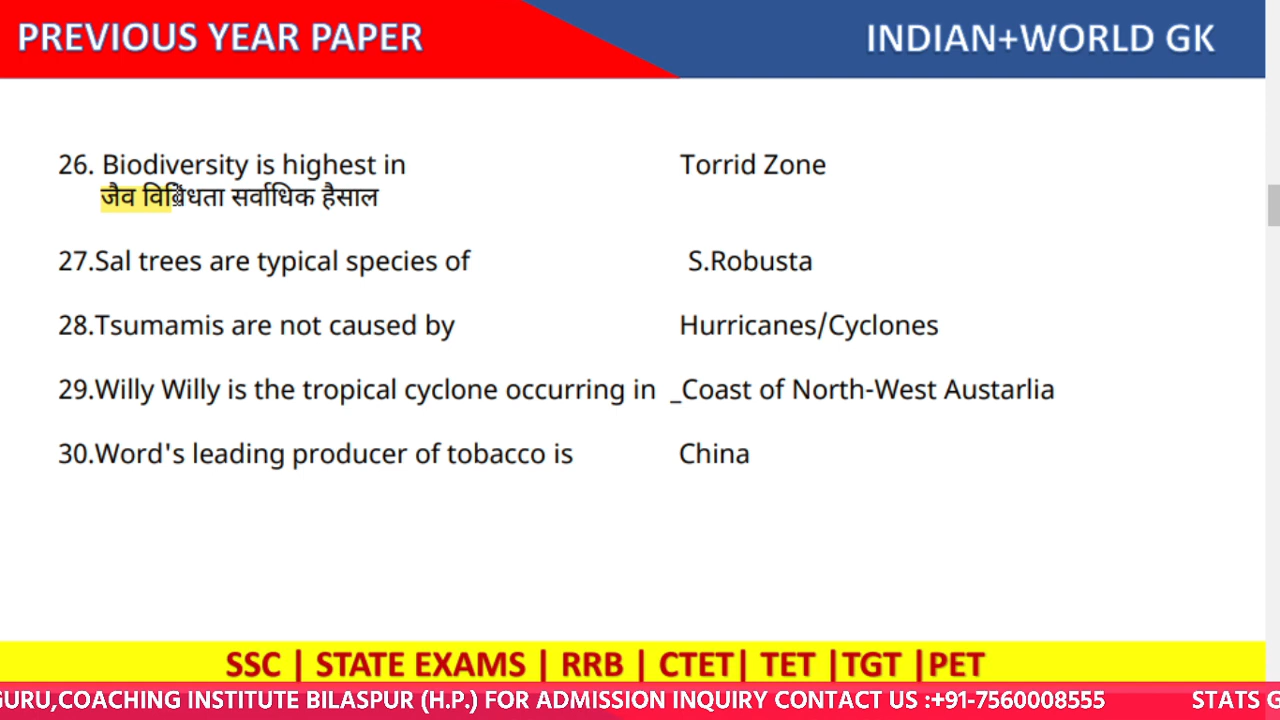 PREVIOUS YEAR PAPER INDIAN+WORLD GK
26. Biodiversity is highest in Torrid Zone
जैव विविधता सर्वाधिक हैसाल
27.Sal trees are typical species of S.Robusta
28.Tsumamis are not caused by Hurricanes/Cyclones
29.Willy Willy is the tropical cyclone occurring in _Coast of North-West Austarlia
30.Word's leading producer of tobacco is China
SSC | STATE EXAMS | RRB | CTET| TET |TGT |PET
GURU,COACHING INSTITUTE BILASPUR (H.P.) FOR ADMISSION INQUIRY CONTACT US :+91-7560008555 STATS G